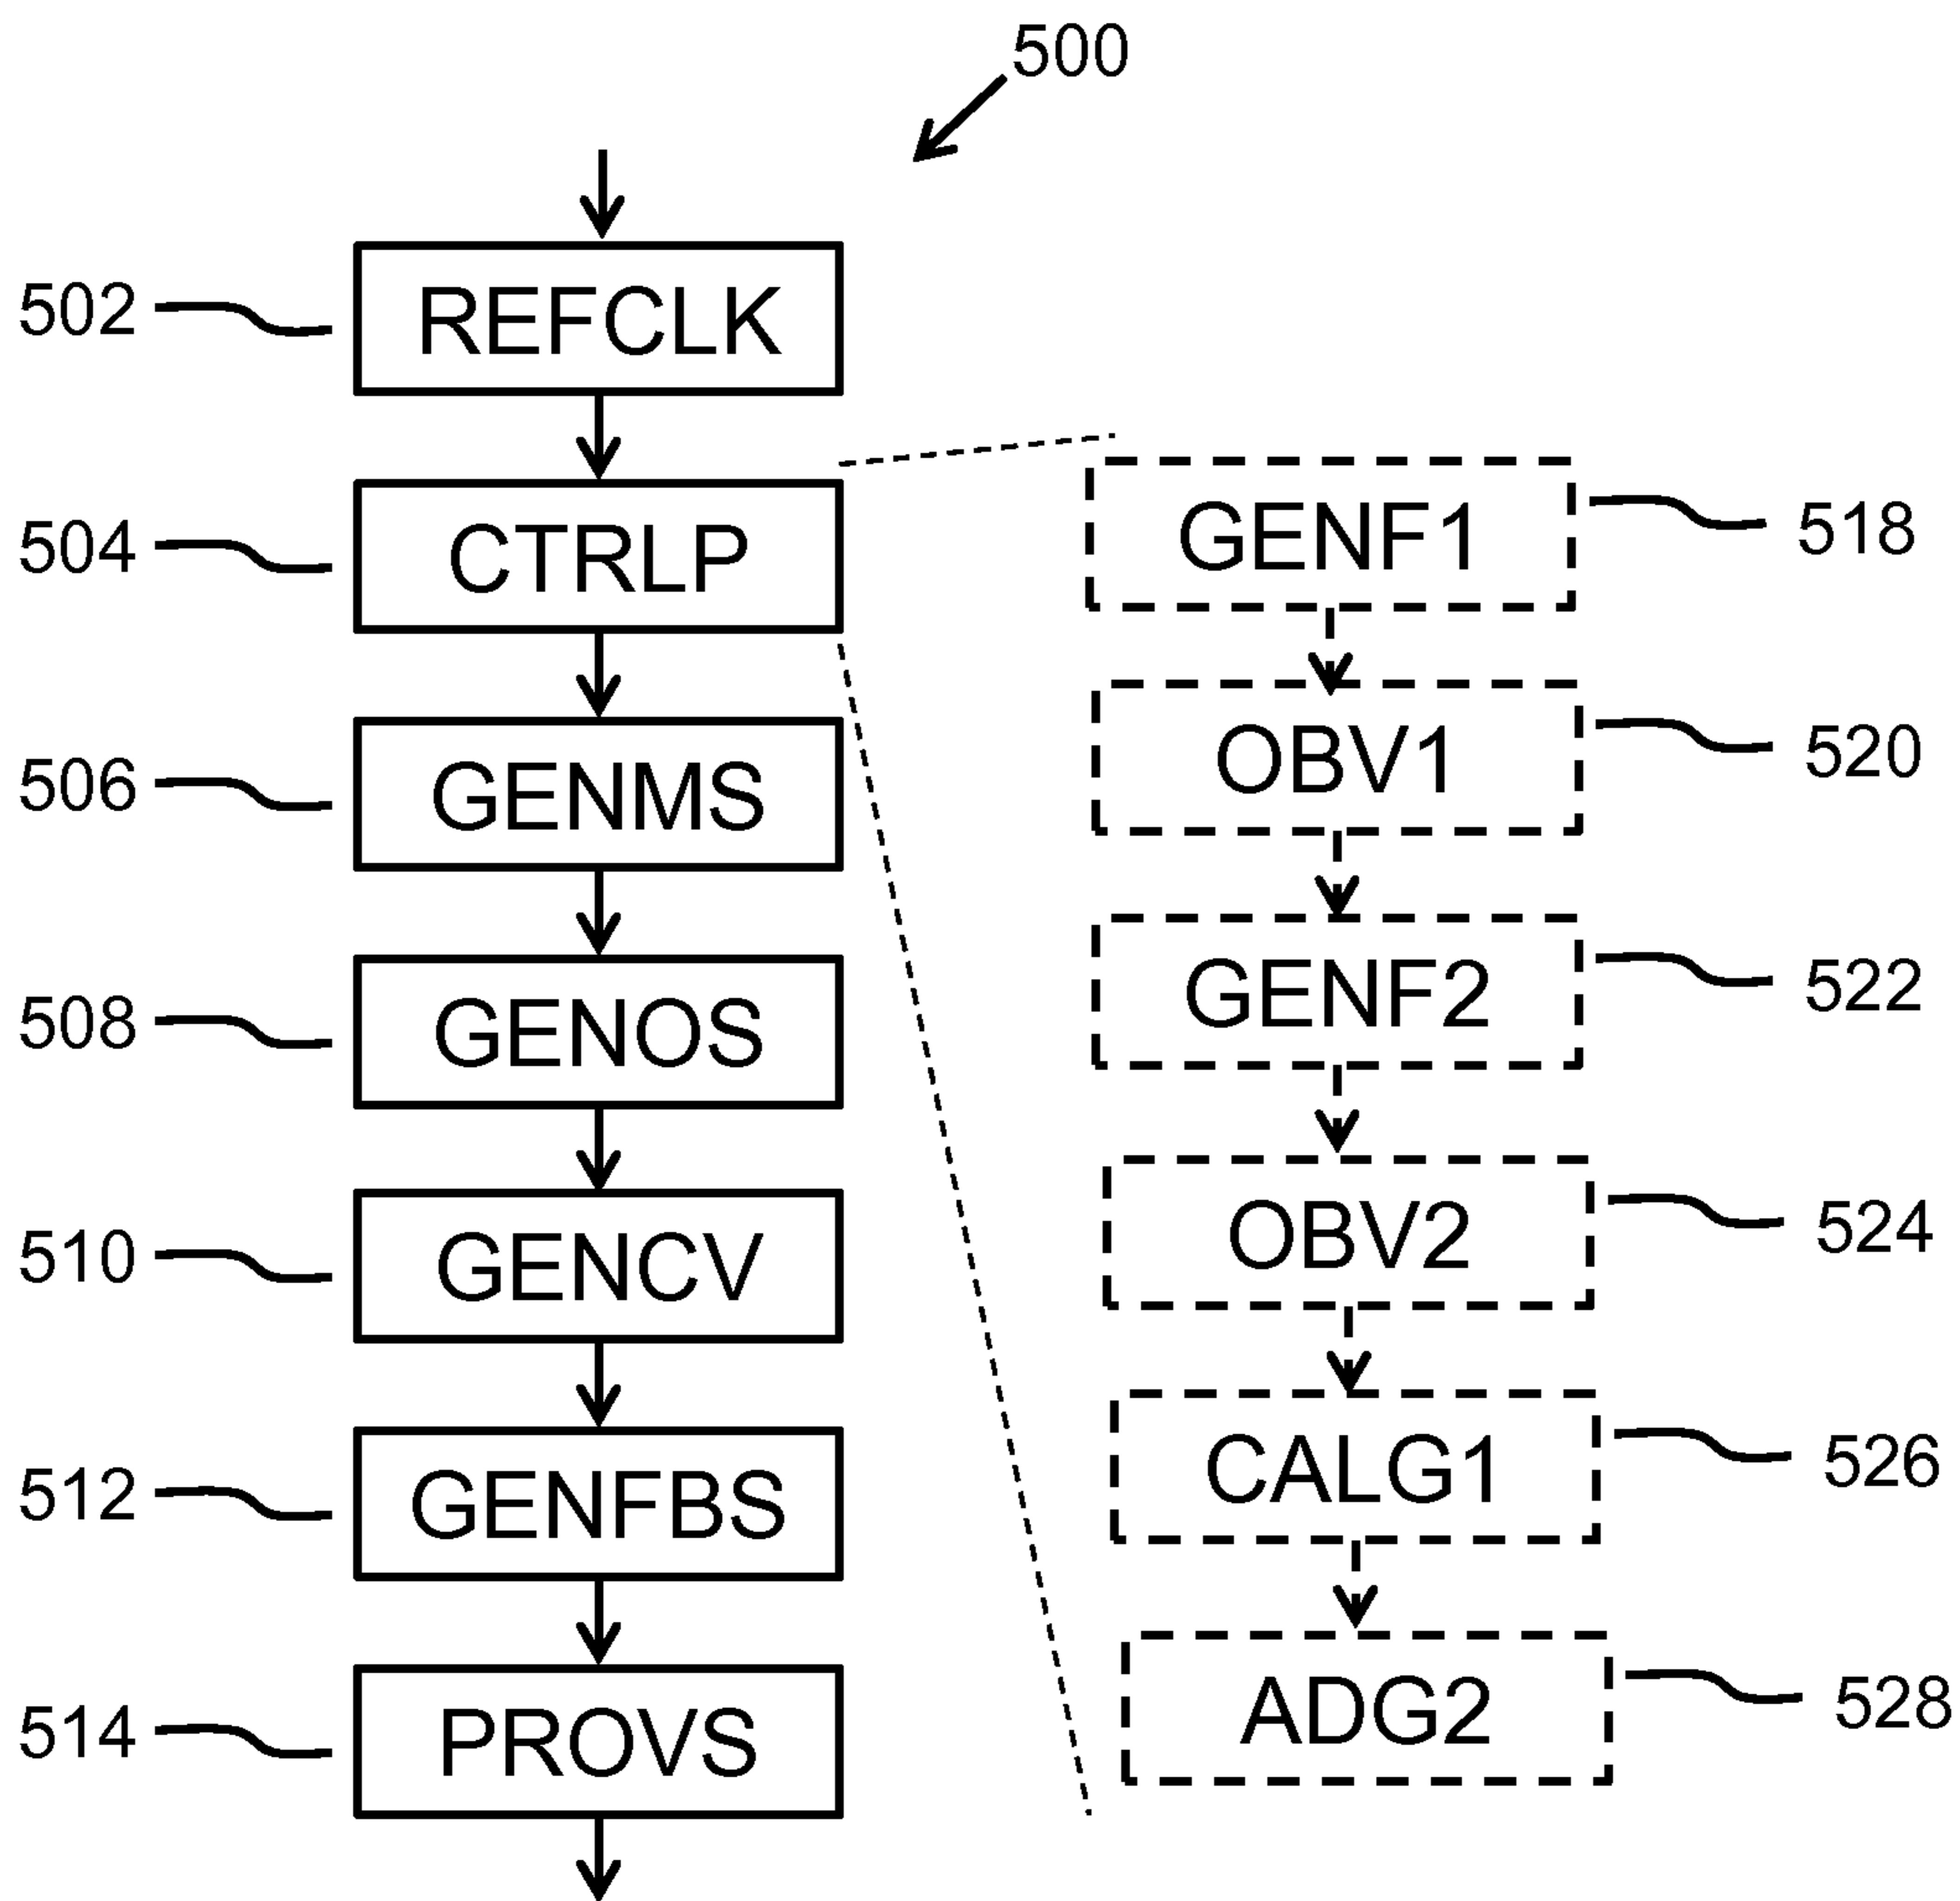 500
502 REFCLK
504 CTRLP
GENF1 518
OBV1 520
506 GENMS
GENF2 522
508 GENOS
OBV2 524
510 GENCV
CALG1 526
512 GENFBS
ADG2 528
514 PROVS